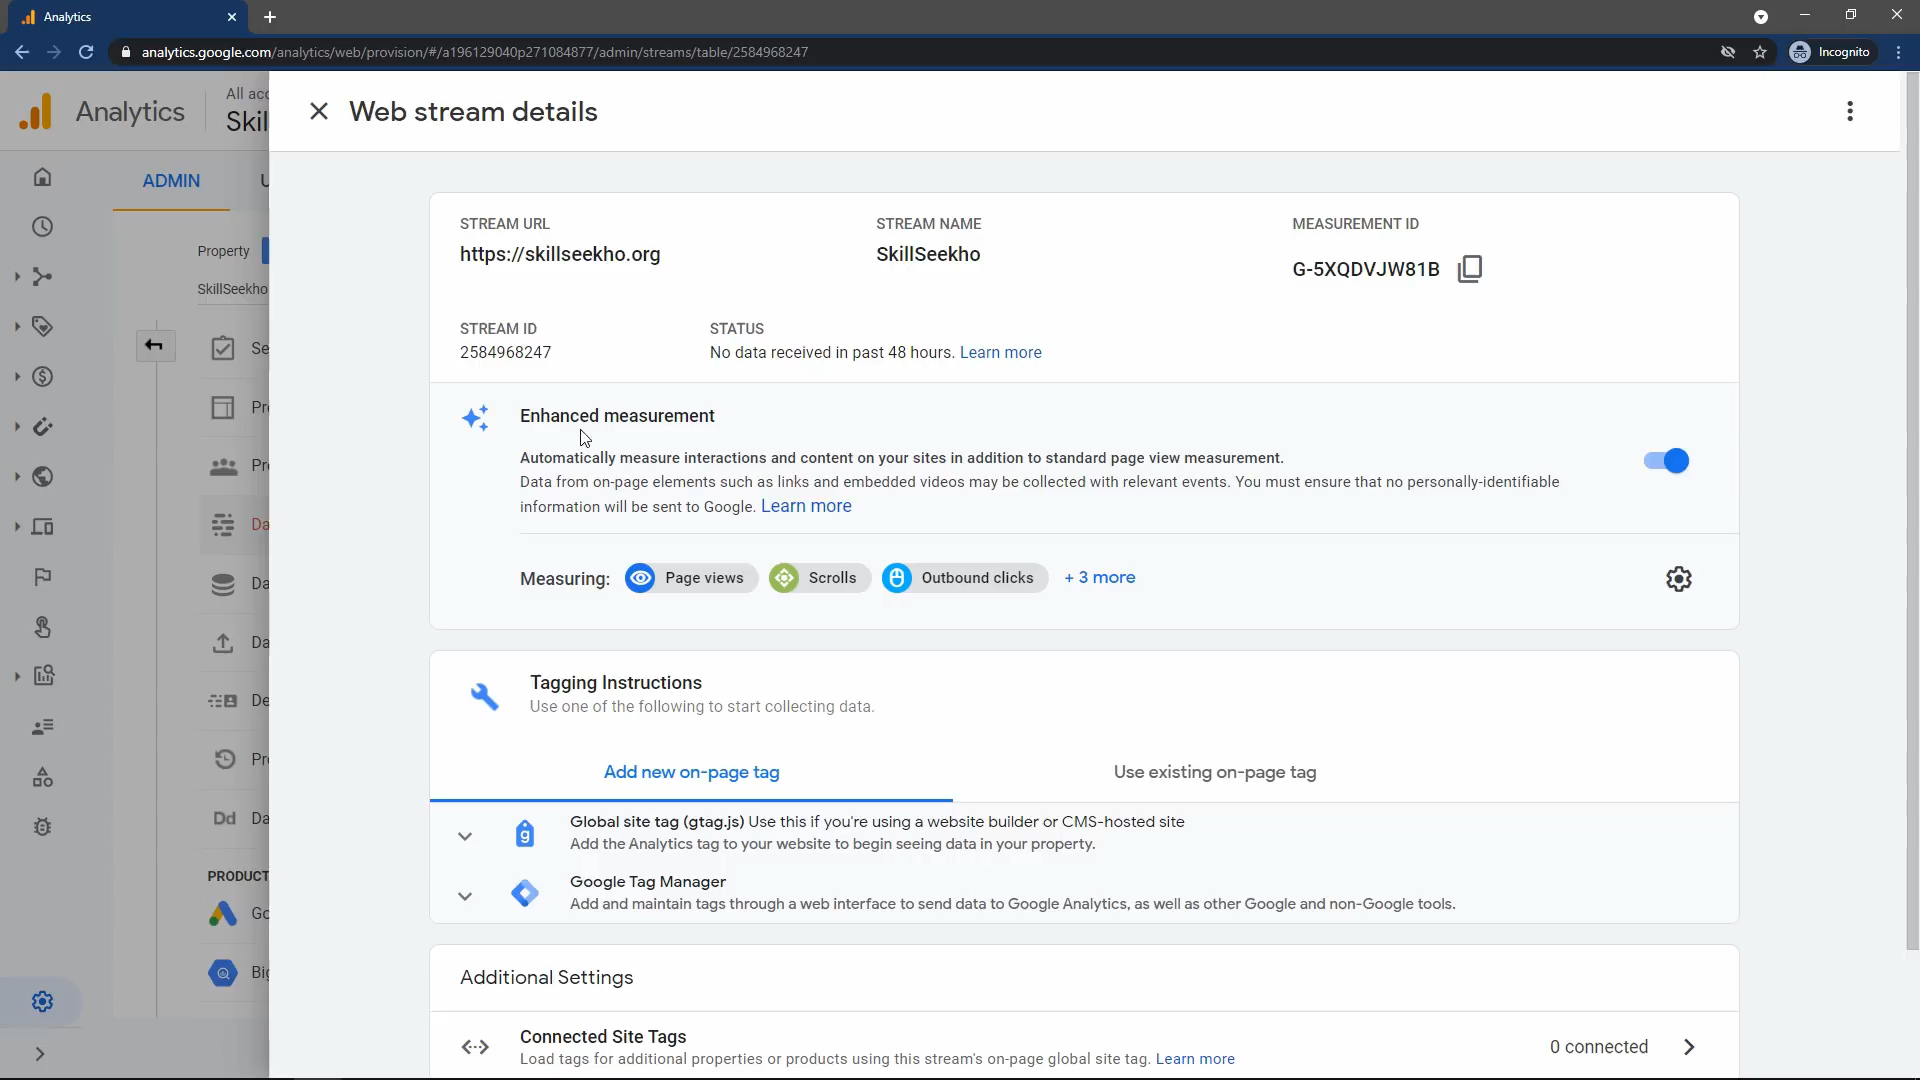 Analytics
analytics.google.com/analytics/web/provision/#/a196129040p271084877/admin/streams/table/2584968247
Incognito
Analytics
All acc
Skil
Web stream details
ADMIN
U
Property
SkillSeekho
Se
Pr
Pr
Da
Da
Da
De
Pr
Dd Da
PRODUCT
Go
Big
STREAM URL
STREAM NAME
MEASUREMENT ID
https://skillseekho.org
SkillSeekho
G-5XQDVJW81B
STREAM ID
STATUS
2584968247
No data received in past 48 hours. Learn more
Enhanced measurement
Automatically measure interactions and content on your sites in addition to standard page view measurement.
Data from on-page elements such as links and embedded videos may be collected with relevant events. You must ensure that no personally-identifiable
information will be sent to Google. Learn more
Measuring: Page views Scrolls Outbound clicks + 3 more
Tagging Instructions
Use one of the following to start collecting data.
Add new on-page tag
Use existing on-page tag
Global site tag (gtag.js) Use this if you're using a website builder or CMS-hosted site
Add the Analytics tag to your website to begin seeing data in your property.
Google Tag Manager
Add and maintain tags through a web interface to send data to Google Analytics, as well as other Google and non-Google tools.
Additional Settings
Connected Site Tags
0 connected
Load tags for additional properties or products using this stream's on-page global site tag. Learn more